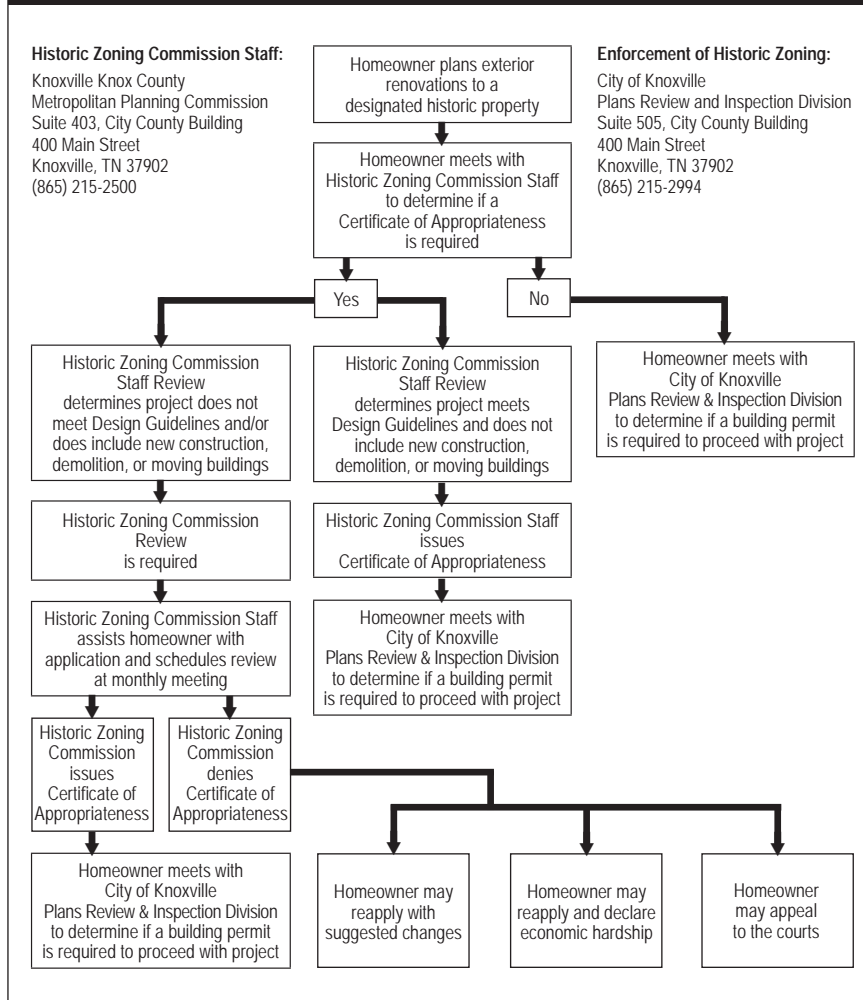 Historic Zoning Commission Staff:
Knoxville Knox County
Metropolitan Planning Commission
Suite 403, City County Building
400 Main Street
Knoxville, TN 37902
(865) 215-2500
Homeowner plans exterior
renovations to a
designated historic property
Enforcement of Historic Zoning:
City of Knoxville
Plans Review and Inspection Division
Suite 505, City County Building
400 Main Street
Knoxville, TN 37902
(865) 215-2994
Homeowner meets with
Historic Zoning Commission Staff
to determine if a
Certificate of Appropriateness
is required
Yes
No
Historic Zoning Commission
Staff Review
determines project does not
meet Design Guidelines and/or
does include new construction,
demolition, or moving buildings
Historic Zoning Commission
Staff Review
determines project meets
Design Guidelines and does not
include new construction,
demolition, or moving buildings
Homeowner meets with
City of Knoxville
Plans Review & Inspection Division
to determine if a building permit
is required to proceed with project
Historic Zoning Commission
Review
is required
Historic Zoning Commission Staff
issues
Certificate of Appropriateness
Historic Zoning Commission Staff
assists homeowner with
application and schedules review
at monthly meeting
Homeowner meets with
City of Knoxville
Plans Review & Inspection Division
to determine if a building permit
is required to proceed with project
Historic Zoning
Commission
issues
Certificate of
Appropriateness
Historic Zoning
Commission
denies
Certificate of
Appropriateness
Homeowner meets with
City of Knoxville
Plans Review & Inspection Division
to determine if a building permit
is required to proceed with project
Homeowner may
reapply with
suggested changes
Homeowner may
reapply and declare
economic hardship
Homeowner
may appeal
to the courts